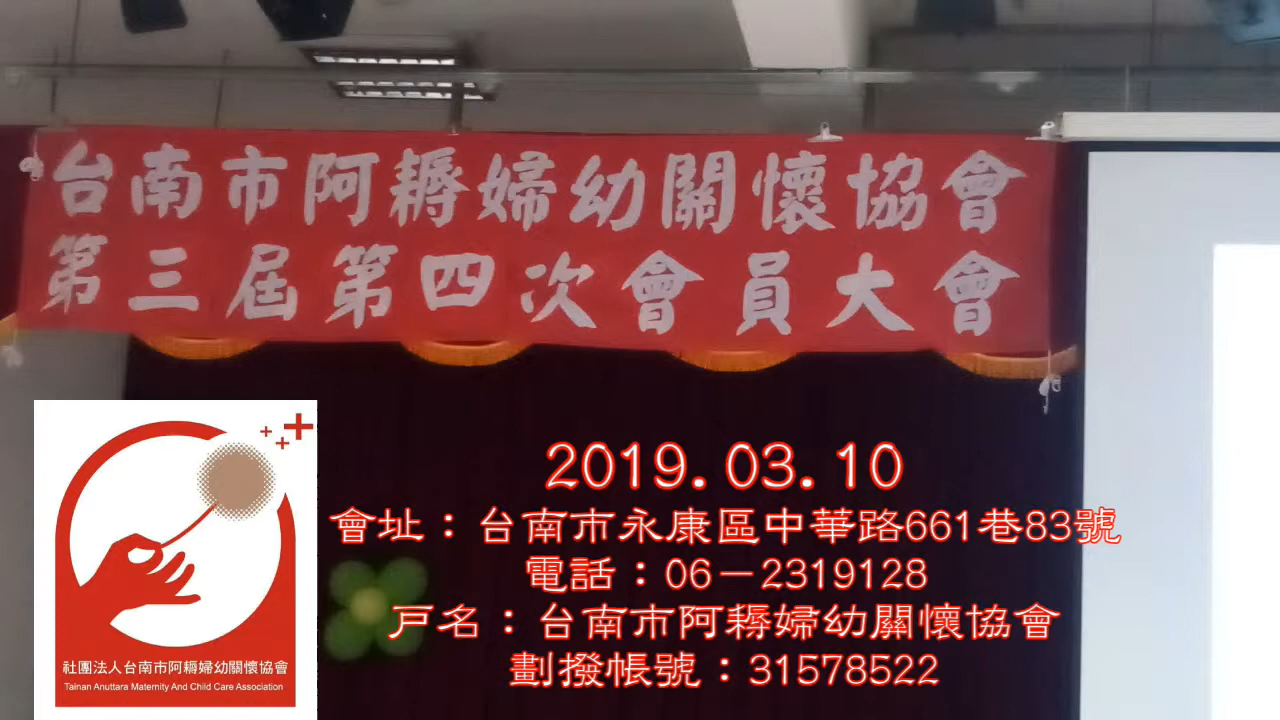 台南市阿耨婦幼關懷協會
第三屆第四次會員大會
2019.03.10
會址：台南市永康區中華路661巷83號
電話：06－2319128
戶名：台南市阿耨婦幼關懷協會
劃撥帳號：31578522
社團法人台南市阿耨婦幼關懷協會
Tainan Anuttara Maternity And Child Care Association